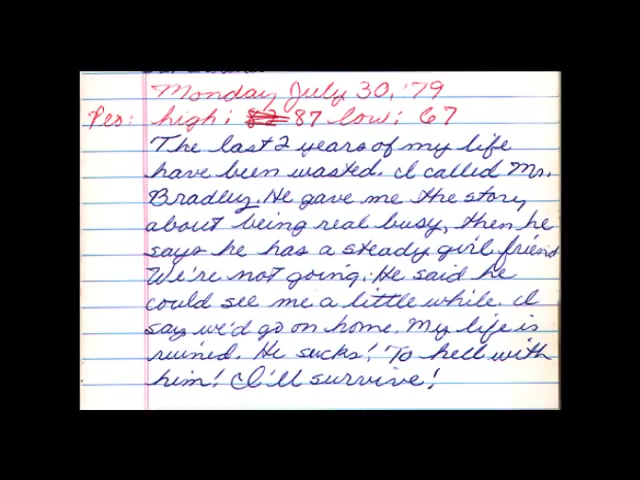 Monday July 30, '79
Pes: high: 87 low: 67
The last 2 years of my life
have been wasted. I called Mr.
Bradley. He gave me the story
about being real busy, then he
says he has a steady girl friend
We're not going. He said he
could see me a little while. I
say we'd go on home. My life is
ruined. He sucks! To hell with
him! I'll survive!